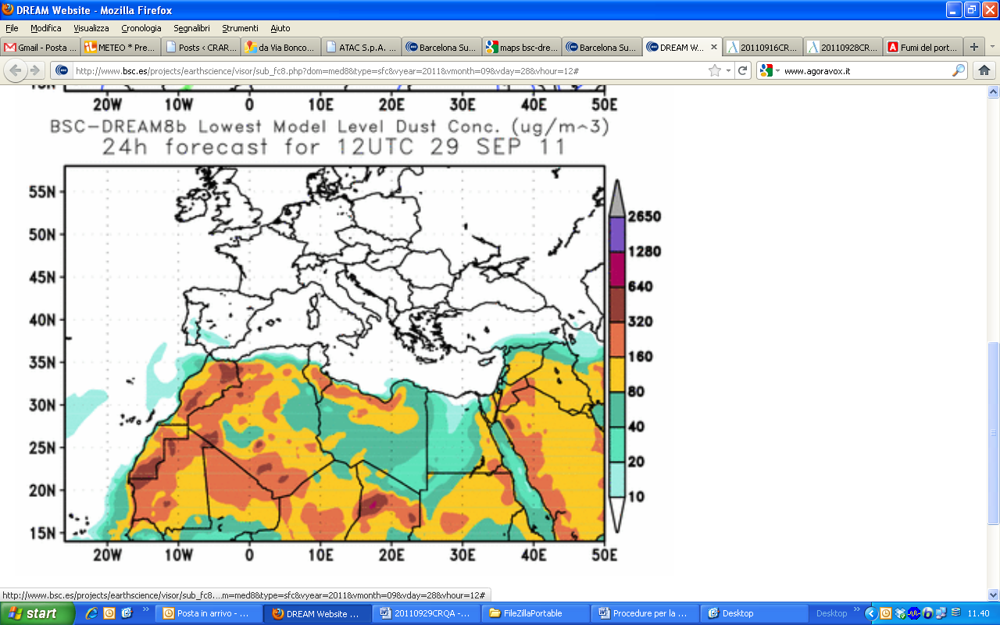 DREAM Website - Mozilla Firefox
File Modifica Visualizza Cronologia Segnalibri Strumenti Aiuto
Gmail - Posta ... METEO * Pre... Posts ‹ CRAR... da Via Bonco... ATAC S.p.A. ... Barcelona Su... maps bsc-dre... Barcelona Su... DREAM W... 20110916CR... 20110928CR... Fumi del port...
http://www.bsc.es/projects/earthscience/visor/sub_fc8.php?dom=med8&type=sfc&vyear=2011&vmonth=09&vday=28&vhour=12# www.agoravox.it
20W 10W 0 10E 20E 30E 40E 50E
BSC-DREAM8b Lowest Model Level Dust Conc. (ug/m^3)
24h forecast for 12UTC 29 SEP 11
55N
50N
45N
40N
35N
30N
25N
20N
15N
2650
1280
640
320
160
80
40
20
10
20W 10W 0 10E 20E 30E 40E 50E
http://www.bsc.es/projects/earthscience/visor/sub_fc8....m=med8&type=sfc&vyear=2011&vmonth=09&vday=28&vhour=12#
start Posta in arrivo - ... DREAM Website ... 20110929CRQA -... FileZillaPortable Procedure per la ... Desktop Desktop 11.40